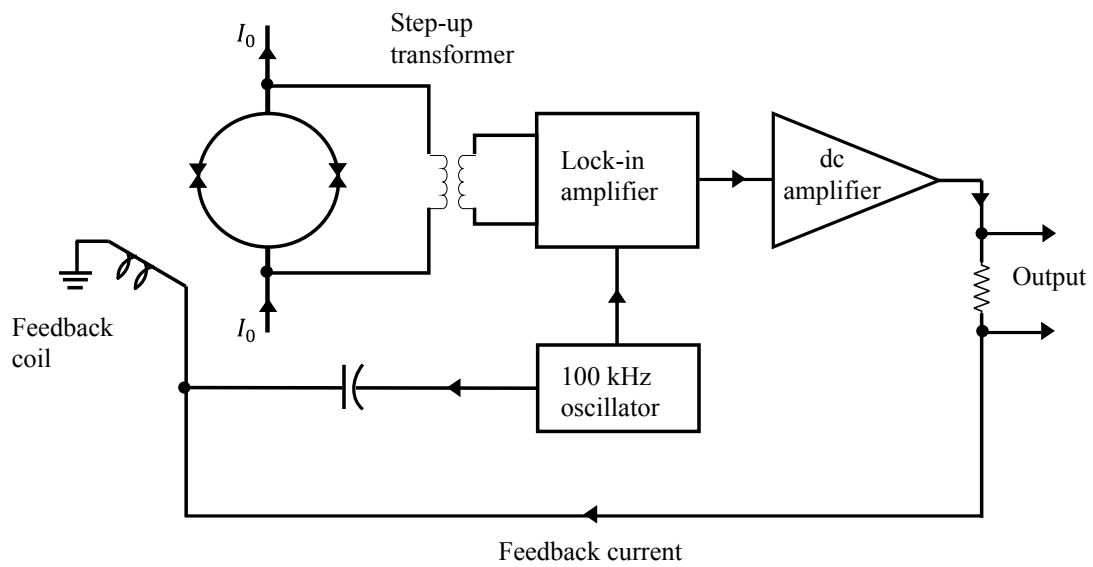 I₀
Step-up
transformer
Lock-in
amplifier
dc
amplifier
Output
I₀
Feedback
coil
100 kHz
oscillator
Feedback current